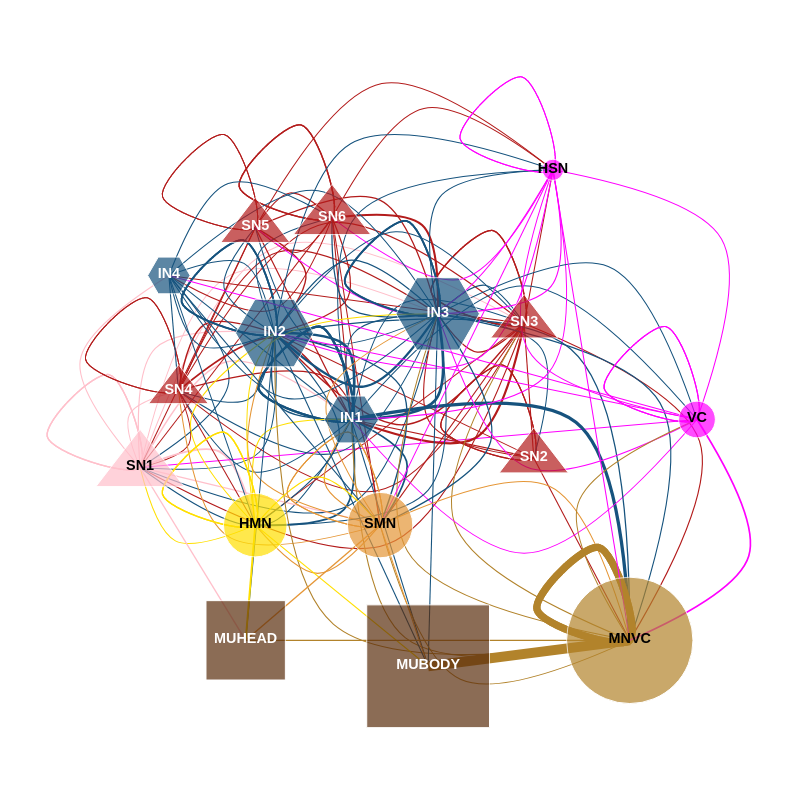 HSN
SN6
SN5
IN4
IN3
SN3
IN2
SN4
IN1
VC
SN2
SN1
HMN
SMN
MUHEAD
MNVC
MUBODY